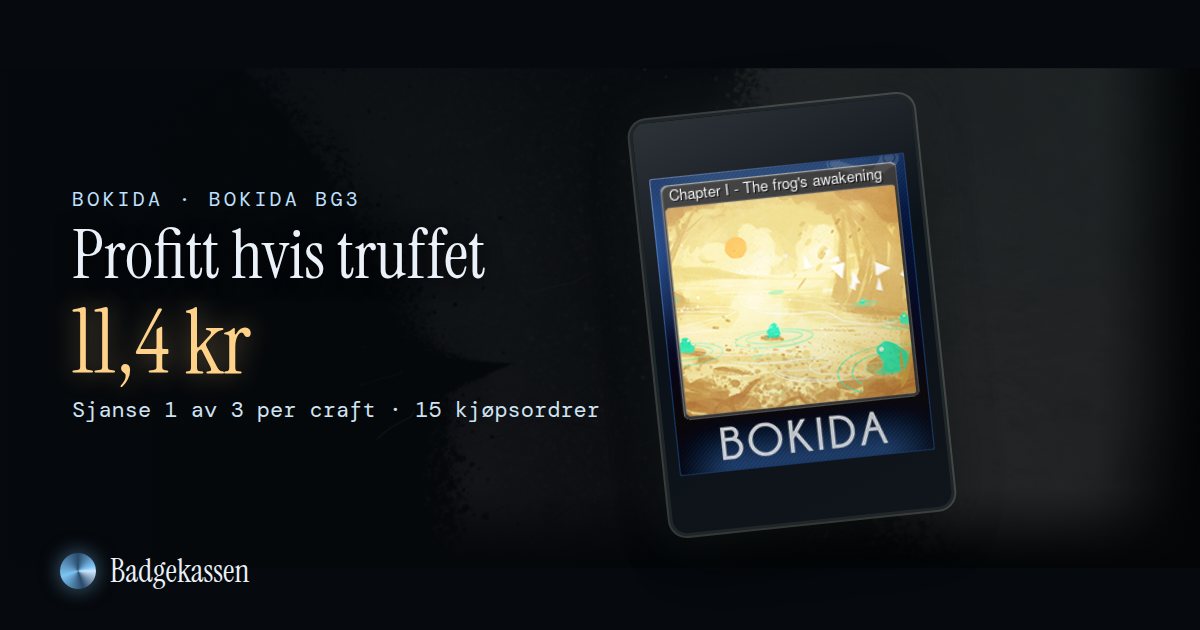 BOKIDA · BOKIDA BG3
Profitt hvis truffet
11,4 kr
Sjanse 1 av 3 per craft · 15 kjøpsordrer
Badgekassen
Chapter I - The frog's awakening
BOKIDA